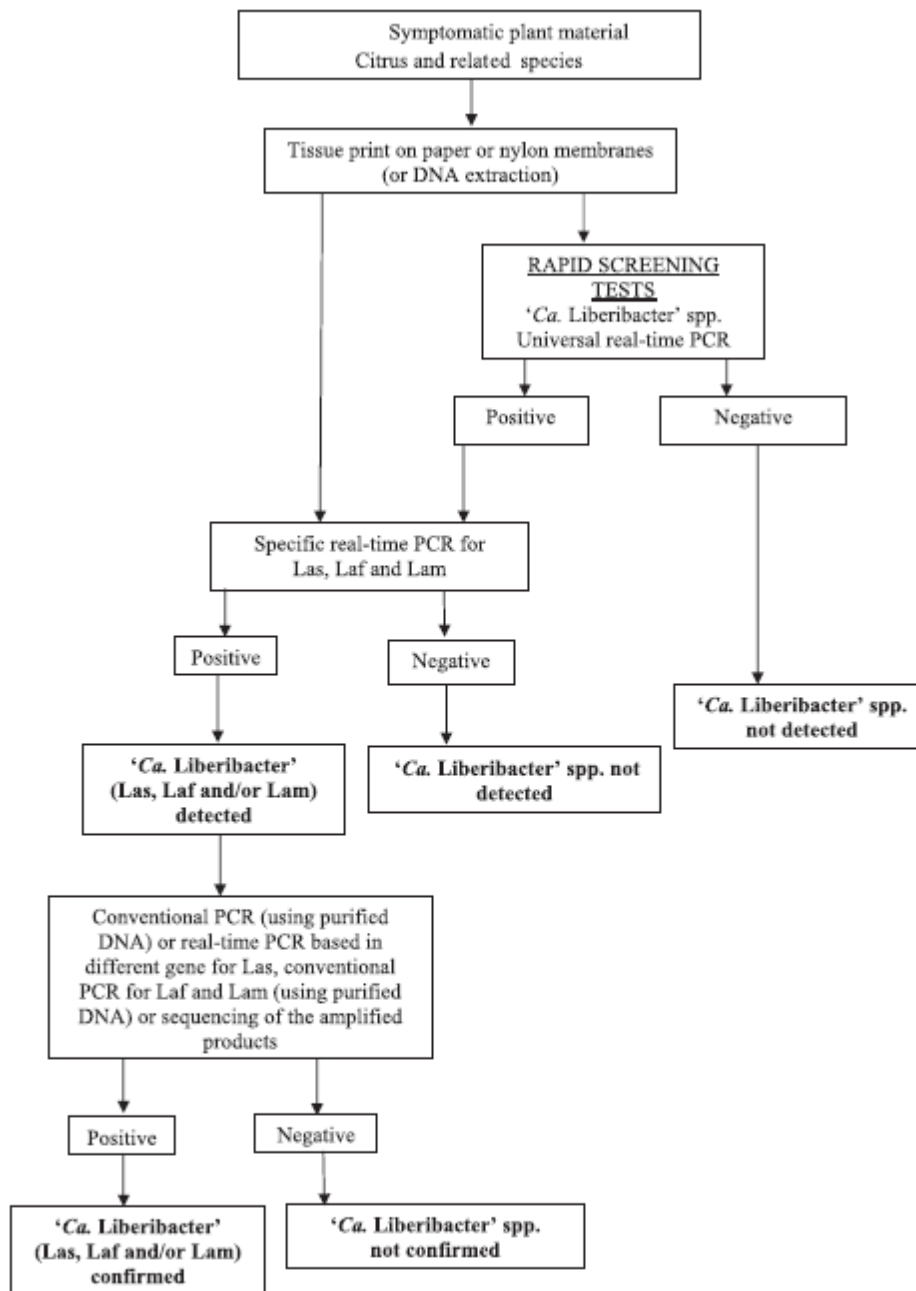 Symptomatic plant material
Citrus and related species
Tissue print on paper or nylon membranes
(or DNA extraction)
RAPID SCREENING
TESTS
‘Ca. Liberibacter’ spp.
Universal real-time PCR
Positive
Negative
Specific real-time PCR for
Las, Laf and Lam
Positive
Negative
‘Ca. Liberibacter’ spp.
not detected
‘Ca. Liberibacter’
(Las, Laf and/or Lam)
detected
‘Ca. Liberibacter’ spp. not
detected
Conventional PCR (using purified
DNA) or real-time PCR based in
different gene for Las, conventional
PCR for Laf and Lam (using purified
DNA) or sequencing of the amplified
products
Positive
Negative
‘Ca. Liberibacter’
(Las, Laf and/or Lam)
confirmed
‘Ca. Liberibacter’ spp.
not confirmed